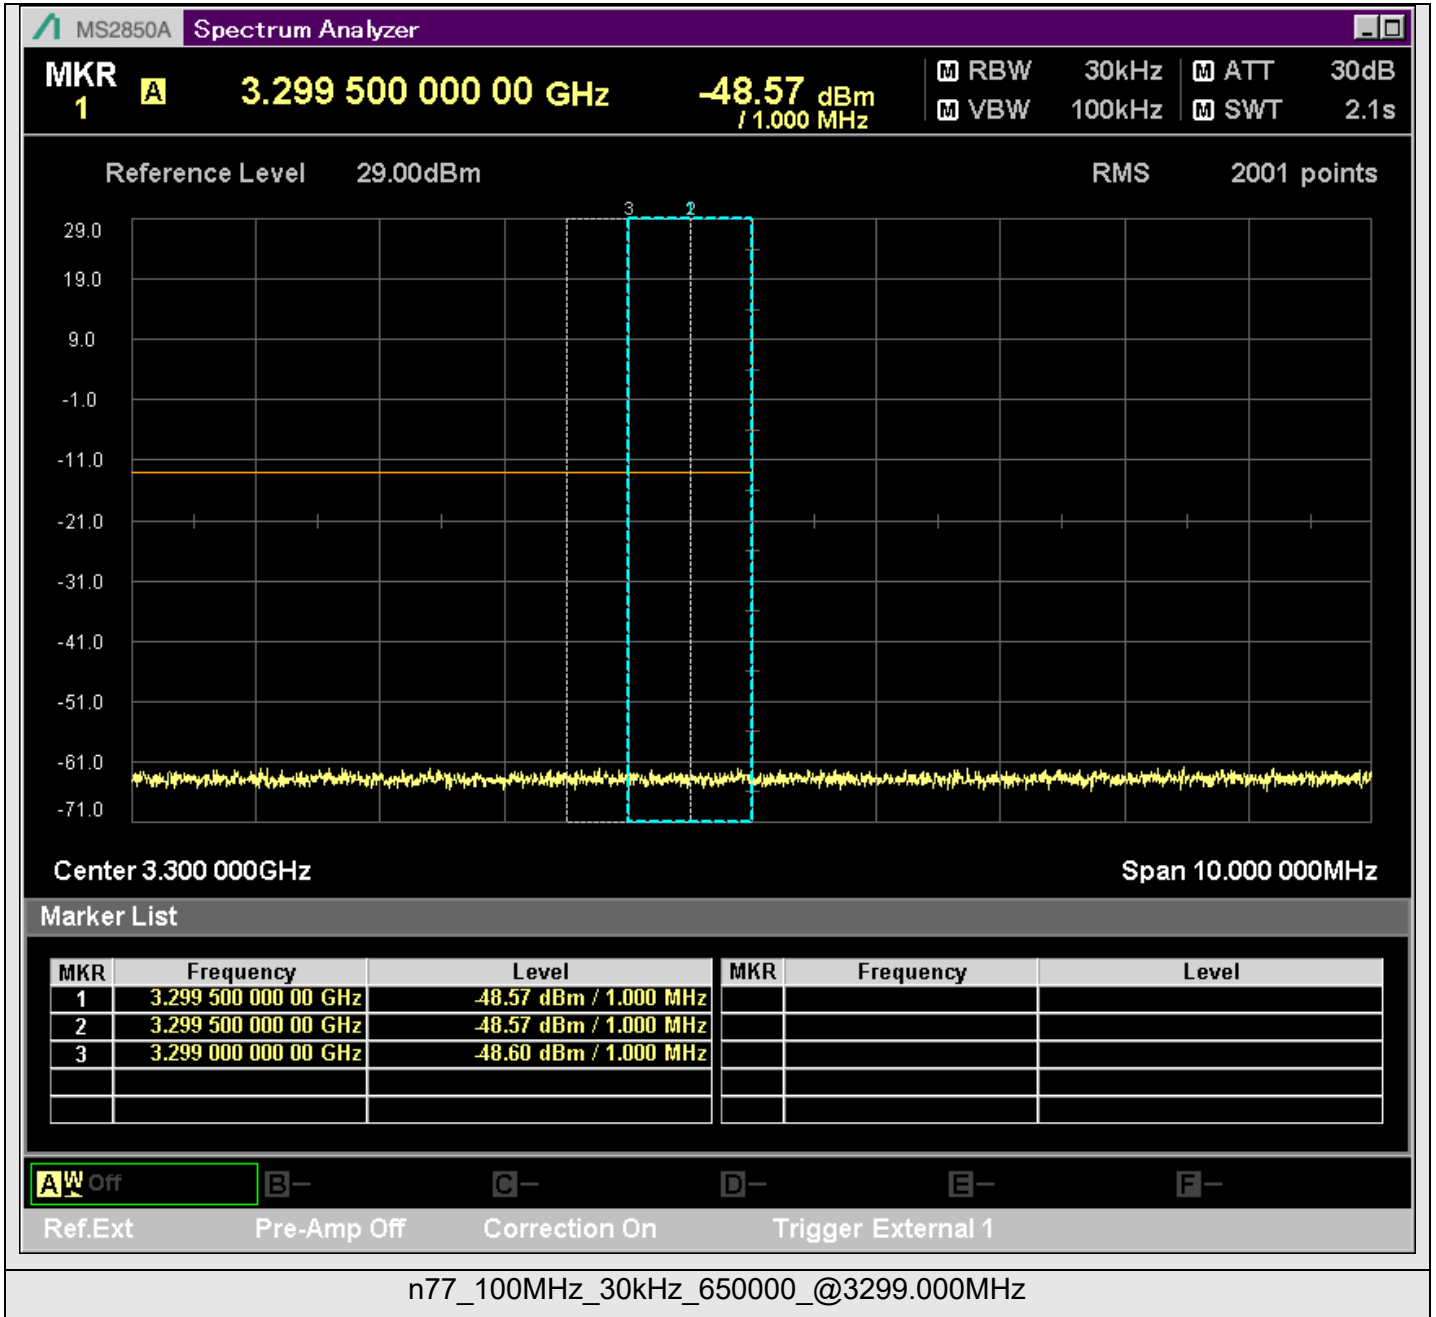 MS2850A Spectrum Analyzer
MKR 1 A 3.299 500 000 00 GHz -48.57 dBm / 1.000 MHz
M RBW 30kHz M ATT 30dB
M VBW 100kHz M SWT 2.1s
Reference Level 29.00dBm RMS 2001 points
3 2
29.0
19.0
9.0
-1.0
-11.0
-21.0
-31.0
-41.0
-51.0
-61.0
-71.0
Center 3.300 000GHz Span 10.000 000MHz
Marker List
MKR Frequency Level MKR Frequency Level
1 3.299 500 000 00 GHz -48.57 dBm / 1.000 MHz
2 3.299 500 000 00 GHz -48.57 dBm / 1.000 MHz
3 3.299 000 000 00 GHz -48.60 dBm / 1.000 MHz
A W Off B - C - D - E - F -
Ref.Ext Pre-Amp Off Correction On Trigger External 1
n77_100MHz_30kHz_650000_@3299.000MHz